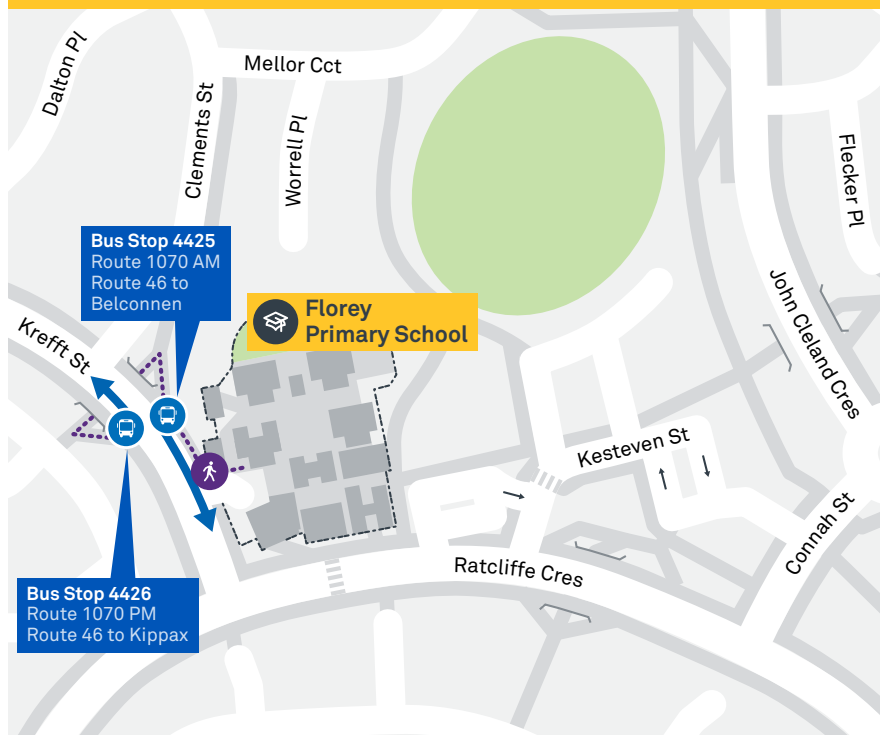 Dalton Pl
Mellor Cct
Clements St
Worrell Pl
Flecker Pl
Bus Stop 4425
Route 1070 AM
Route 46 to
Belconnen
Florey
Primary School
John Cleland Cres
Krefft St
Kesteven St
Connah St
Ratcliffe Cres
Bus Stop 4426
Route 1070 PM
Route 46 to Kippax